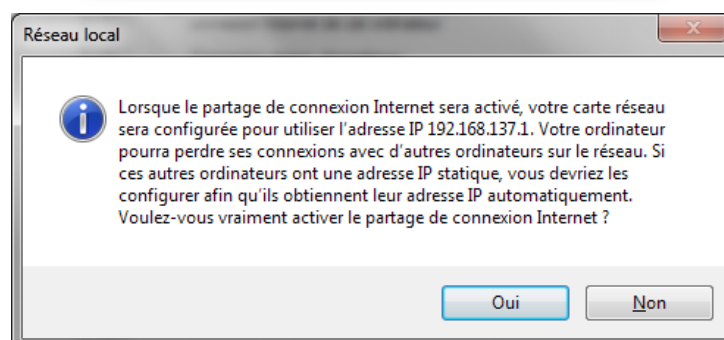 Réseau local
Lorsque le partage de connexion Internet sera activé, votre carte réseau
sera configurée pour utiliser l'adresse IP 192.168.137.1. Votre ordinateur
pourra perdre ses connexions avec d'autres ordinateurs sur le réseau. Si
ces autres ordinateurs ont une adresse IP statique, vous devriez les
configurer afin qu'ils obtiennent leur adresse IP automatiquement.
Voulez-vous vraiment activer le partage de connexion Internet ?
Oui
Non